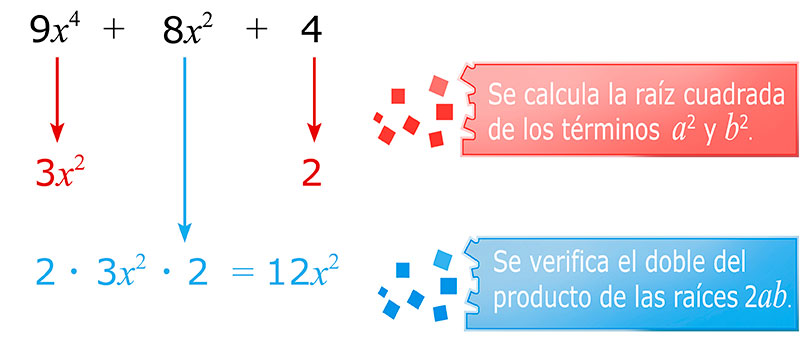 9x⁴ + 8x² + 4
Se calcula la raíz cuadrada
de los términos a² y b².
3x² 2
2 · 3x² · 2 = 12x²
Se verifica el doble del
producto de las raíces 2ab.